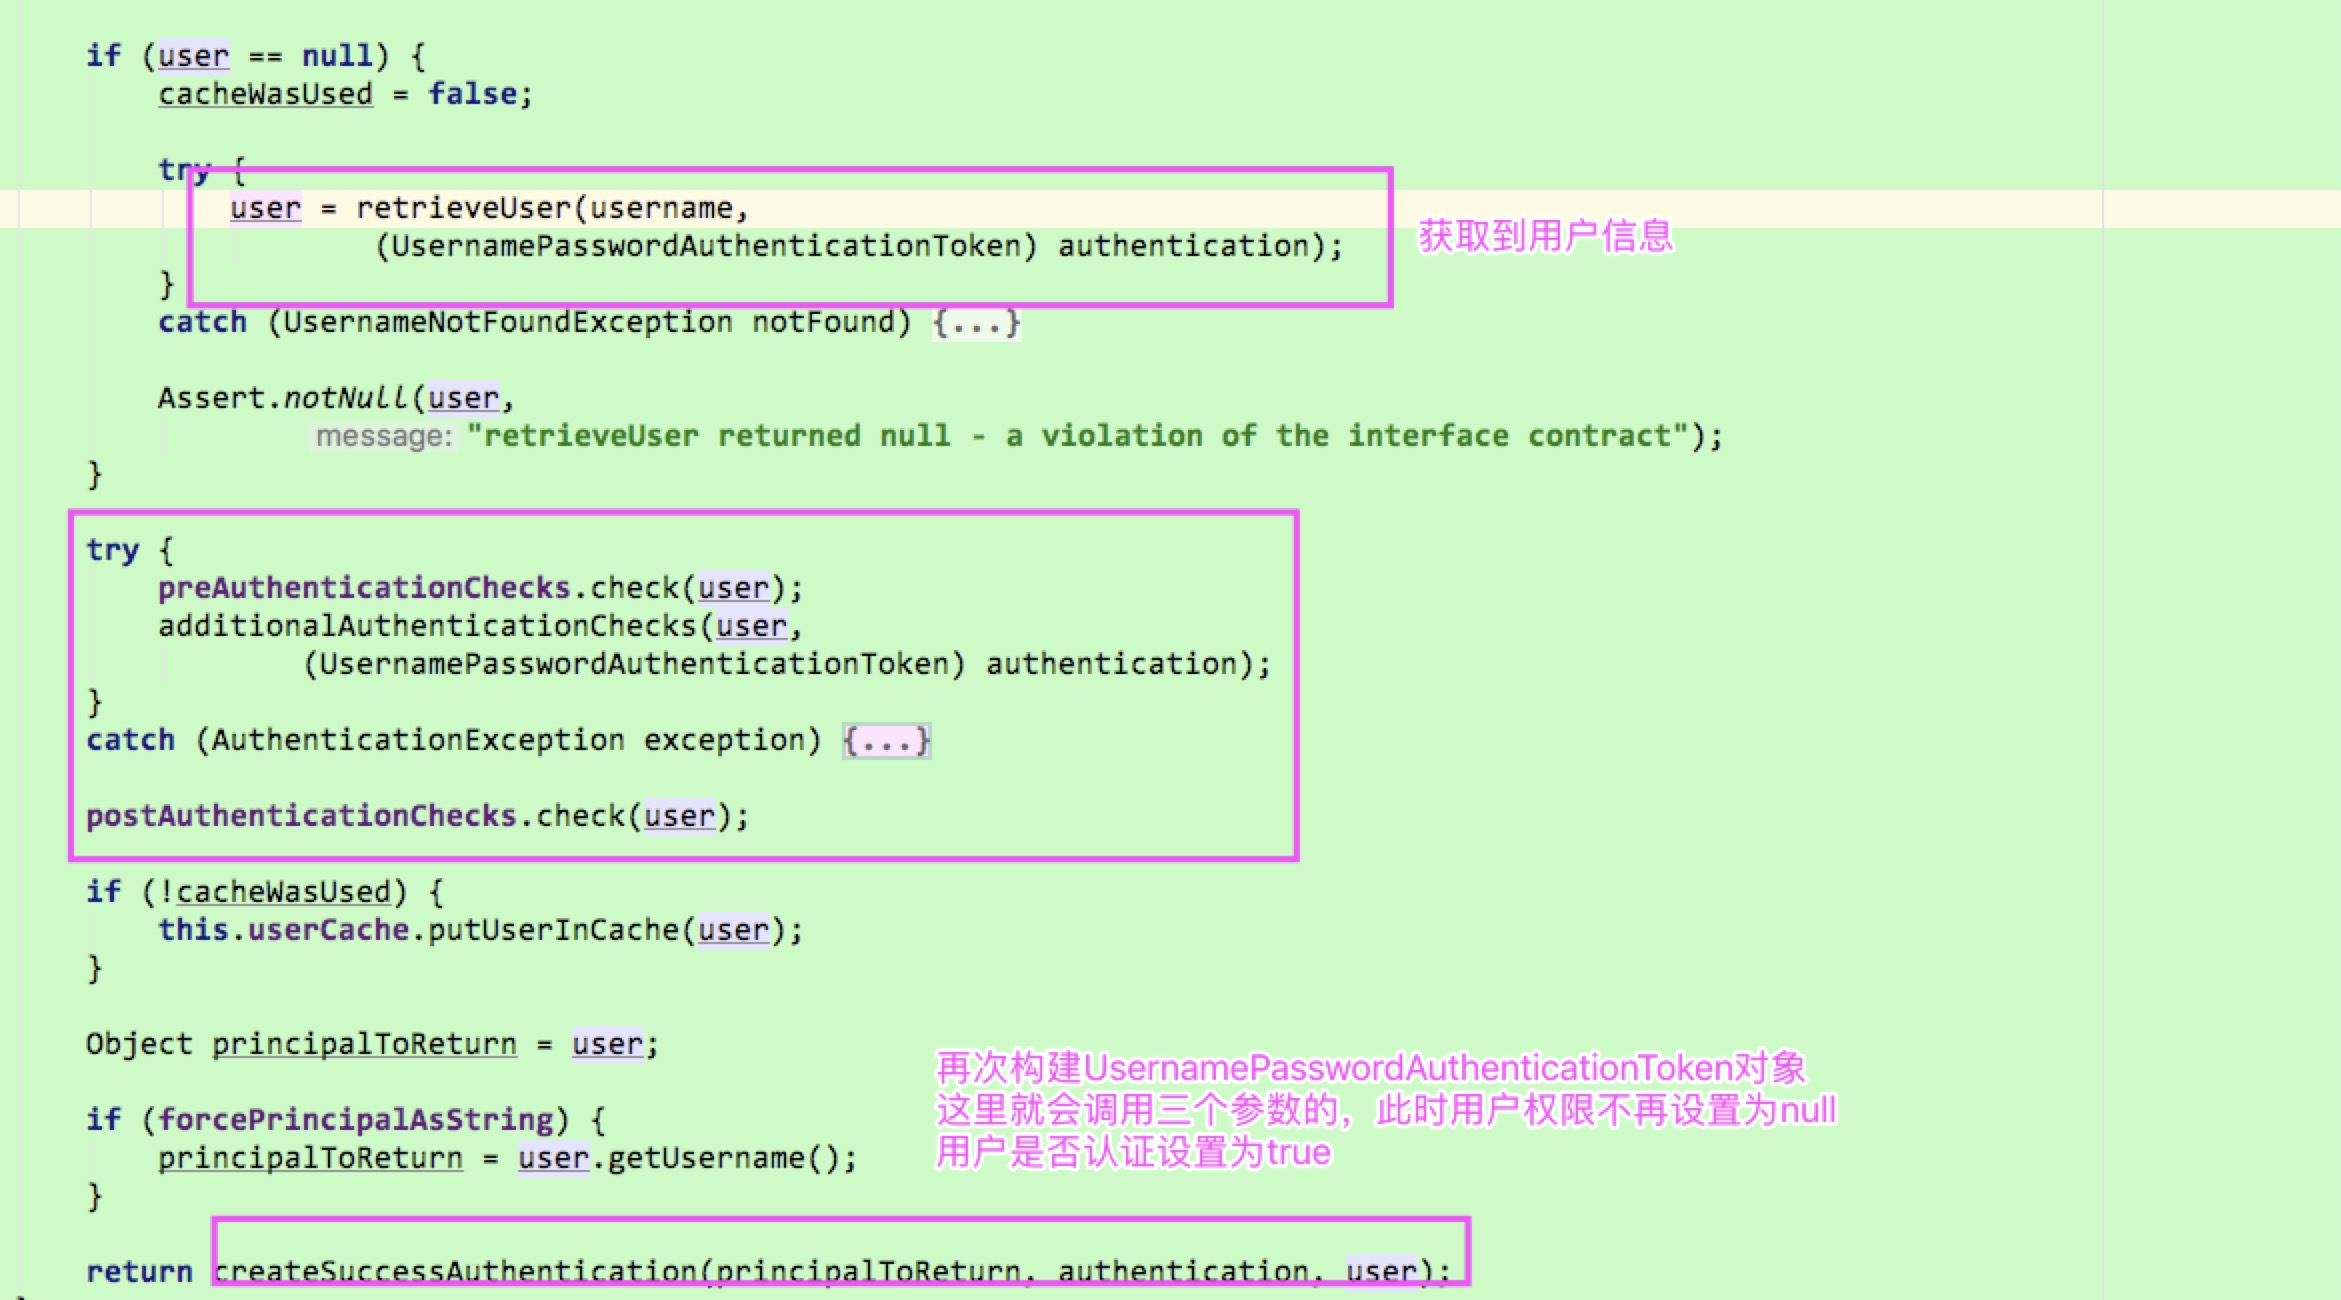 if (user == null) {
cacheWasUsed = false;
try {
user = retrieveUser(username,
(UsernamePasswordAuthenticationToken) authentication);
获取到用户信息
}
catch (UsernameNotFoundException notFound) {...}
Assert.notNull(user,
message: "retrieveUser returned null - a violation of the interface contract");
}
try {
preAuthenticationChecks.check(user);
additionalAuthenticationChecks(user,
(UsernamePasswordAuthenticationToken) authentication);
}
catch (AuthenticationException exception) {...}
postAuthenticationChecks.check(user);
if (!cacheWasUsed) {
this.userCache.putUserInCache(user);
}
Object principalToReturn = user;
再次构建UsernamePasswordAuthenticationToken对象
这里就会调用三个参数的，此时用户权限不再设置为null
用户是否认证设置为true
if (forcePrincipalAsString) {
principalToReturn = user.getUsername();
}
return createSuccessAuthentication(principalToReturn, authentication, user);